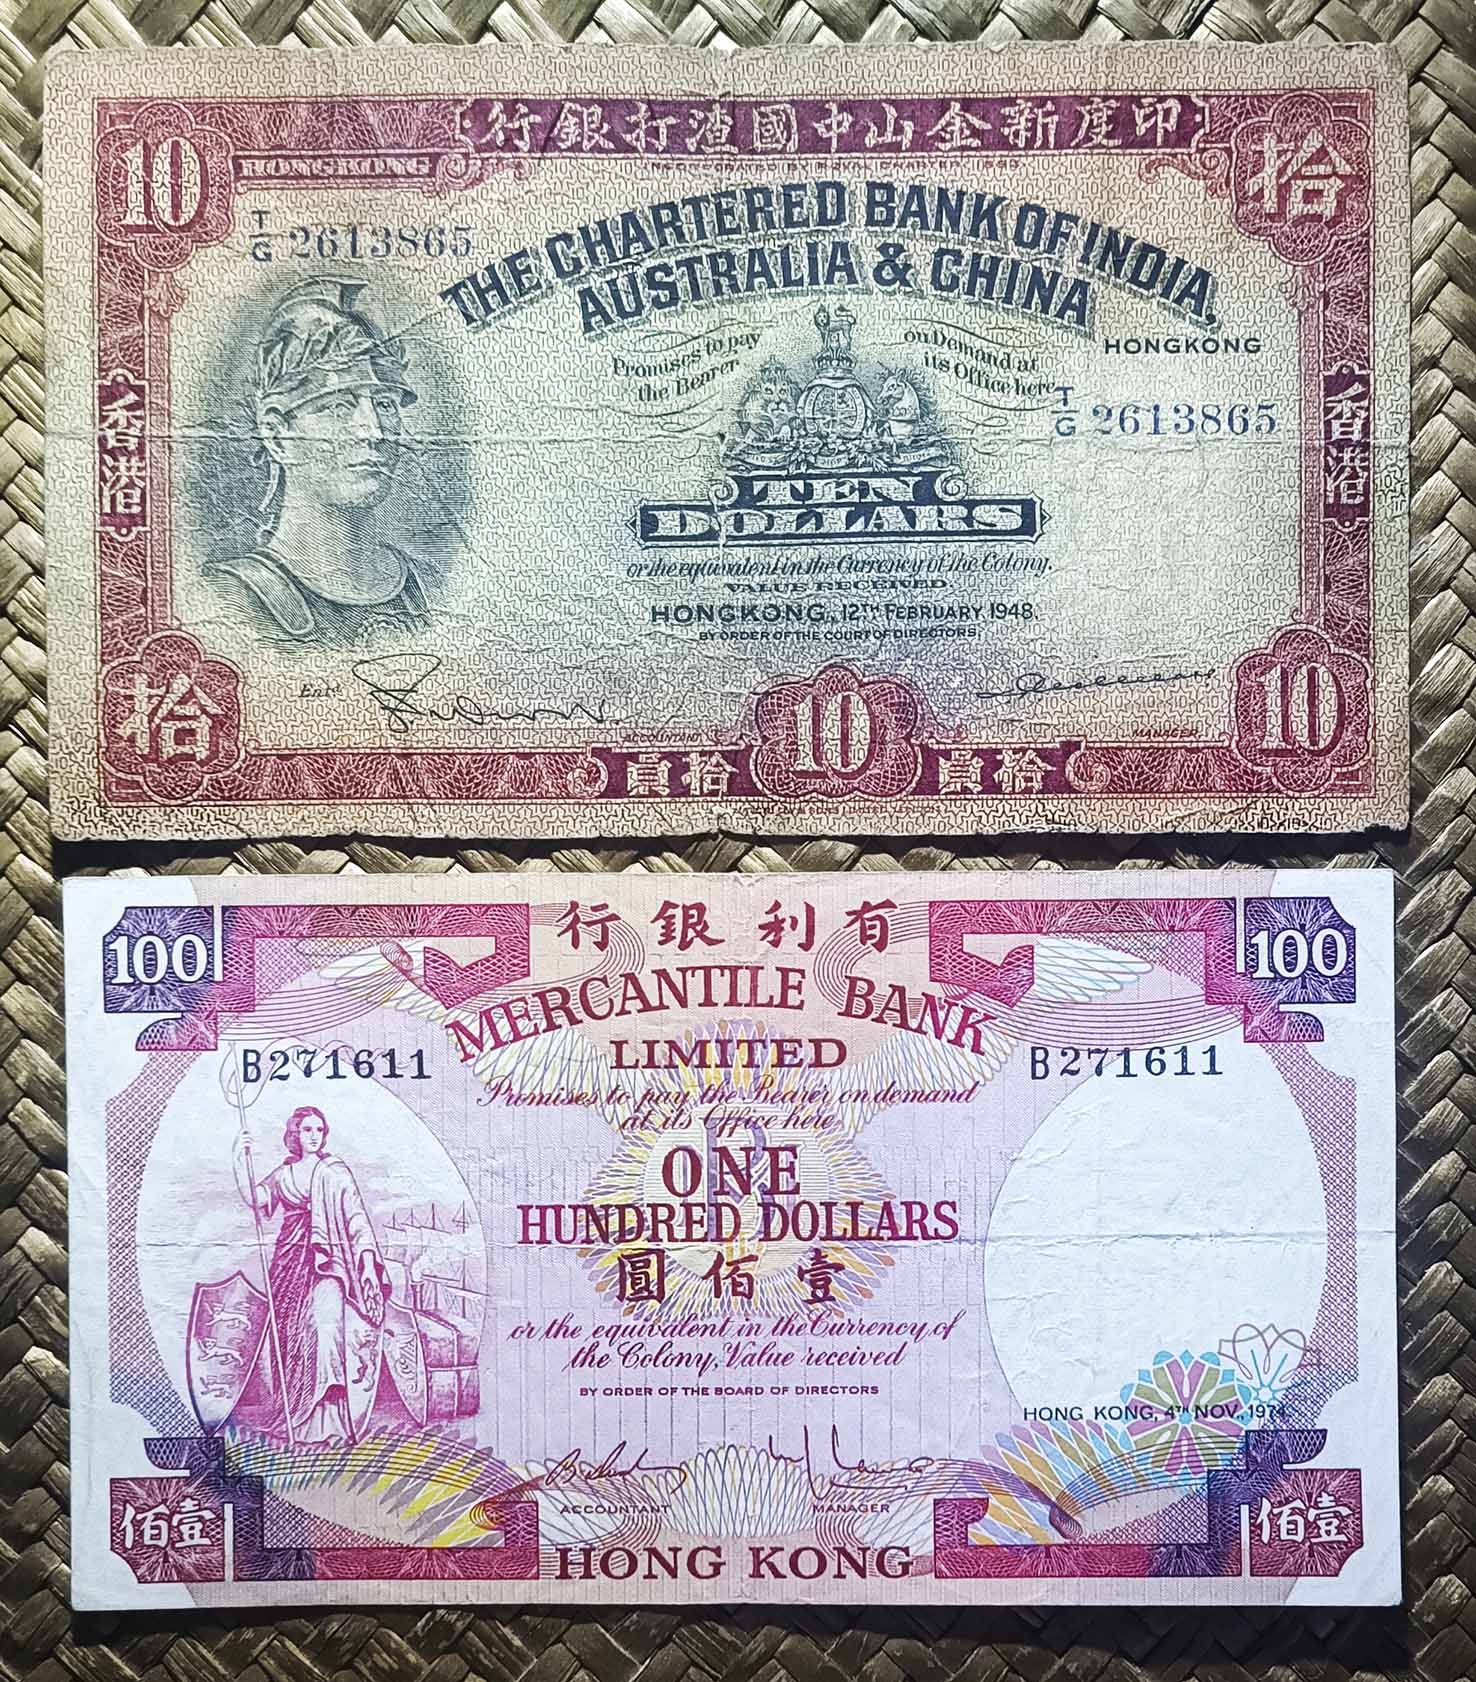 行銀打渣國中山金新度印
10 HONGKONG 拾
INCORPORATED BY ROYAL CHARTER 1853
T/G 2613865
THE CHARTERED BANK OF INDIA,
AUSTRALIA & CHINA
HONGKONG
Promises to pay on Demand at
the Bearer its Office here
T/G 2613865
香港
香港
TEN
DOLLARS
or the equivalent in the Currency of the Colony.
VALUE RECEIVED.
HONGKONG, 12TH FEBRUARY 1948.
BY ORDER OF THE COURT OF DIRECTORS,
Entd.
ACCOUNTANT MANAGER
拾 10 10
員拾 員拾
行銀利有
100 100
MERCANTILE BANK
LIMITED
B271611 B271611
Promises to pay the Bearer on demand
at its Office here
ONE
HUNDRED DOLLARS
圓佰壹
or the equivalent in the Currency of
the Colony, Value received
BY ORDER OF THE BOARD OF DIRECTORS
HONG KONG, 4TH NOV., 1974.
ACCOUNTANT MANAGER
佰壹 佰壹
HONG KONG